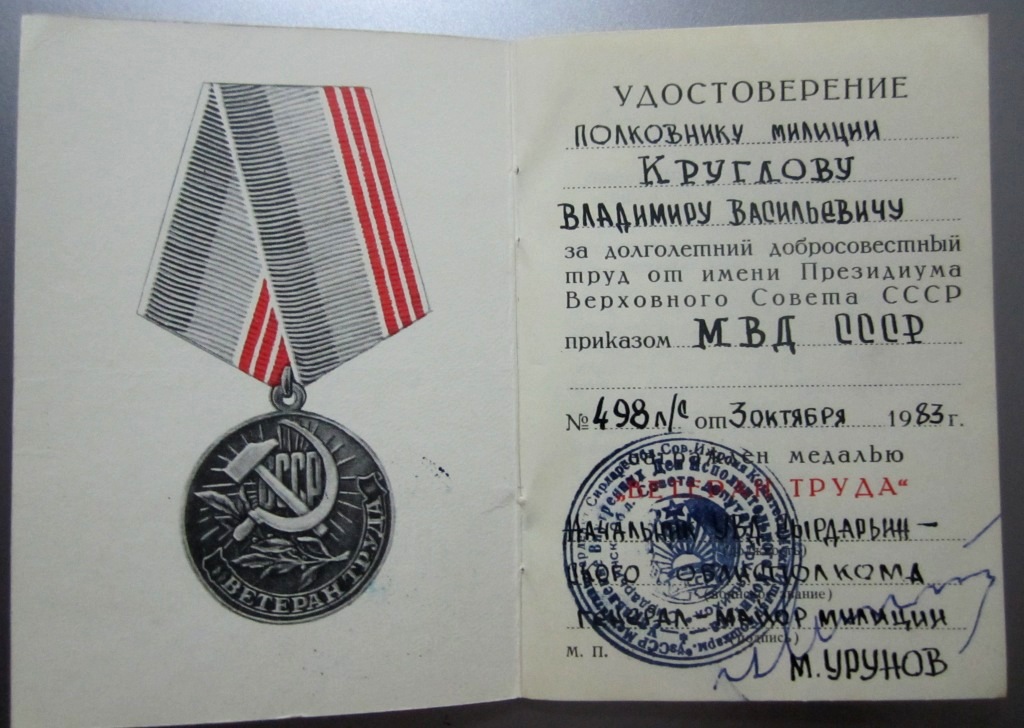 СССР
ВЕТЕРАН ТРУДА
УДОСТОВЕРЕНИЕ
ПОЛКОВНИКУ МИЛИЦИИ
КРУГЛОВУ
ВЛАДИМИРУ ВАСИЛЬЕВИЧУ
за долголетний добросовестный
труд от имени Президиума
Верховного Совета СССР
приказом МВД СССР
№ 498 л/с от 3 ОКТЯБРЯ 1983 г.
награжден медалью
„ВЕТЕРАН ТРУДА“
НАЧАЛЬНИК УВД СЫРДАРЬИН-
СКОГО ОБЛИСПОЛКОМА
ГЕНЕРАЛ МАЙОР МИЛИЦИИ
(подпись)
М. П.
М. УРУНОВ